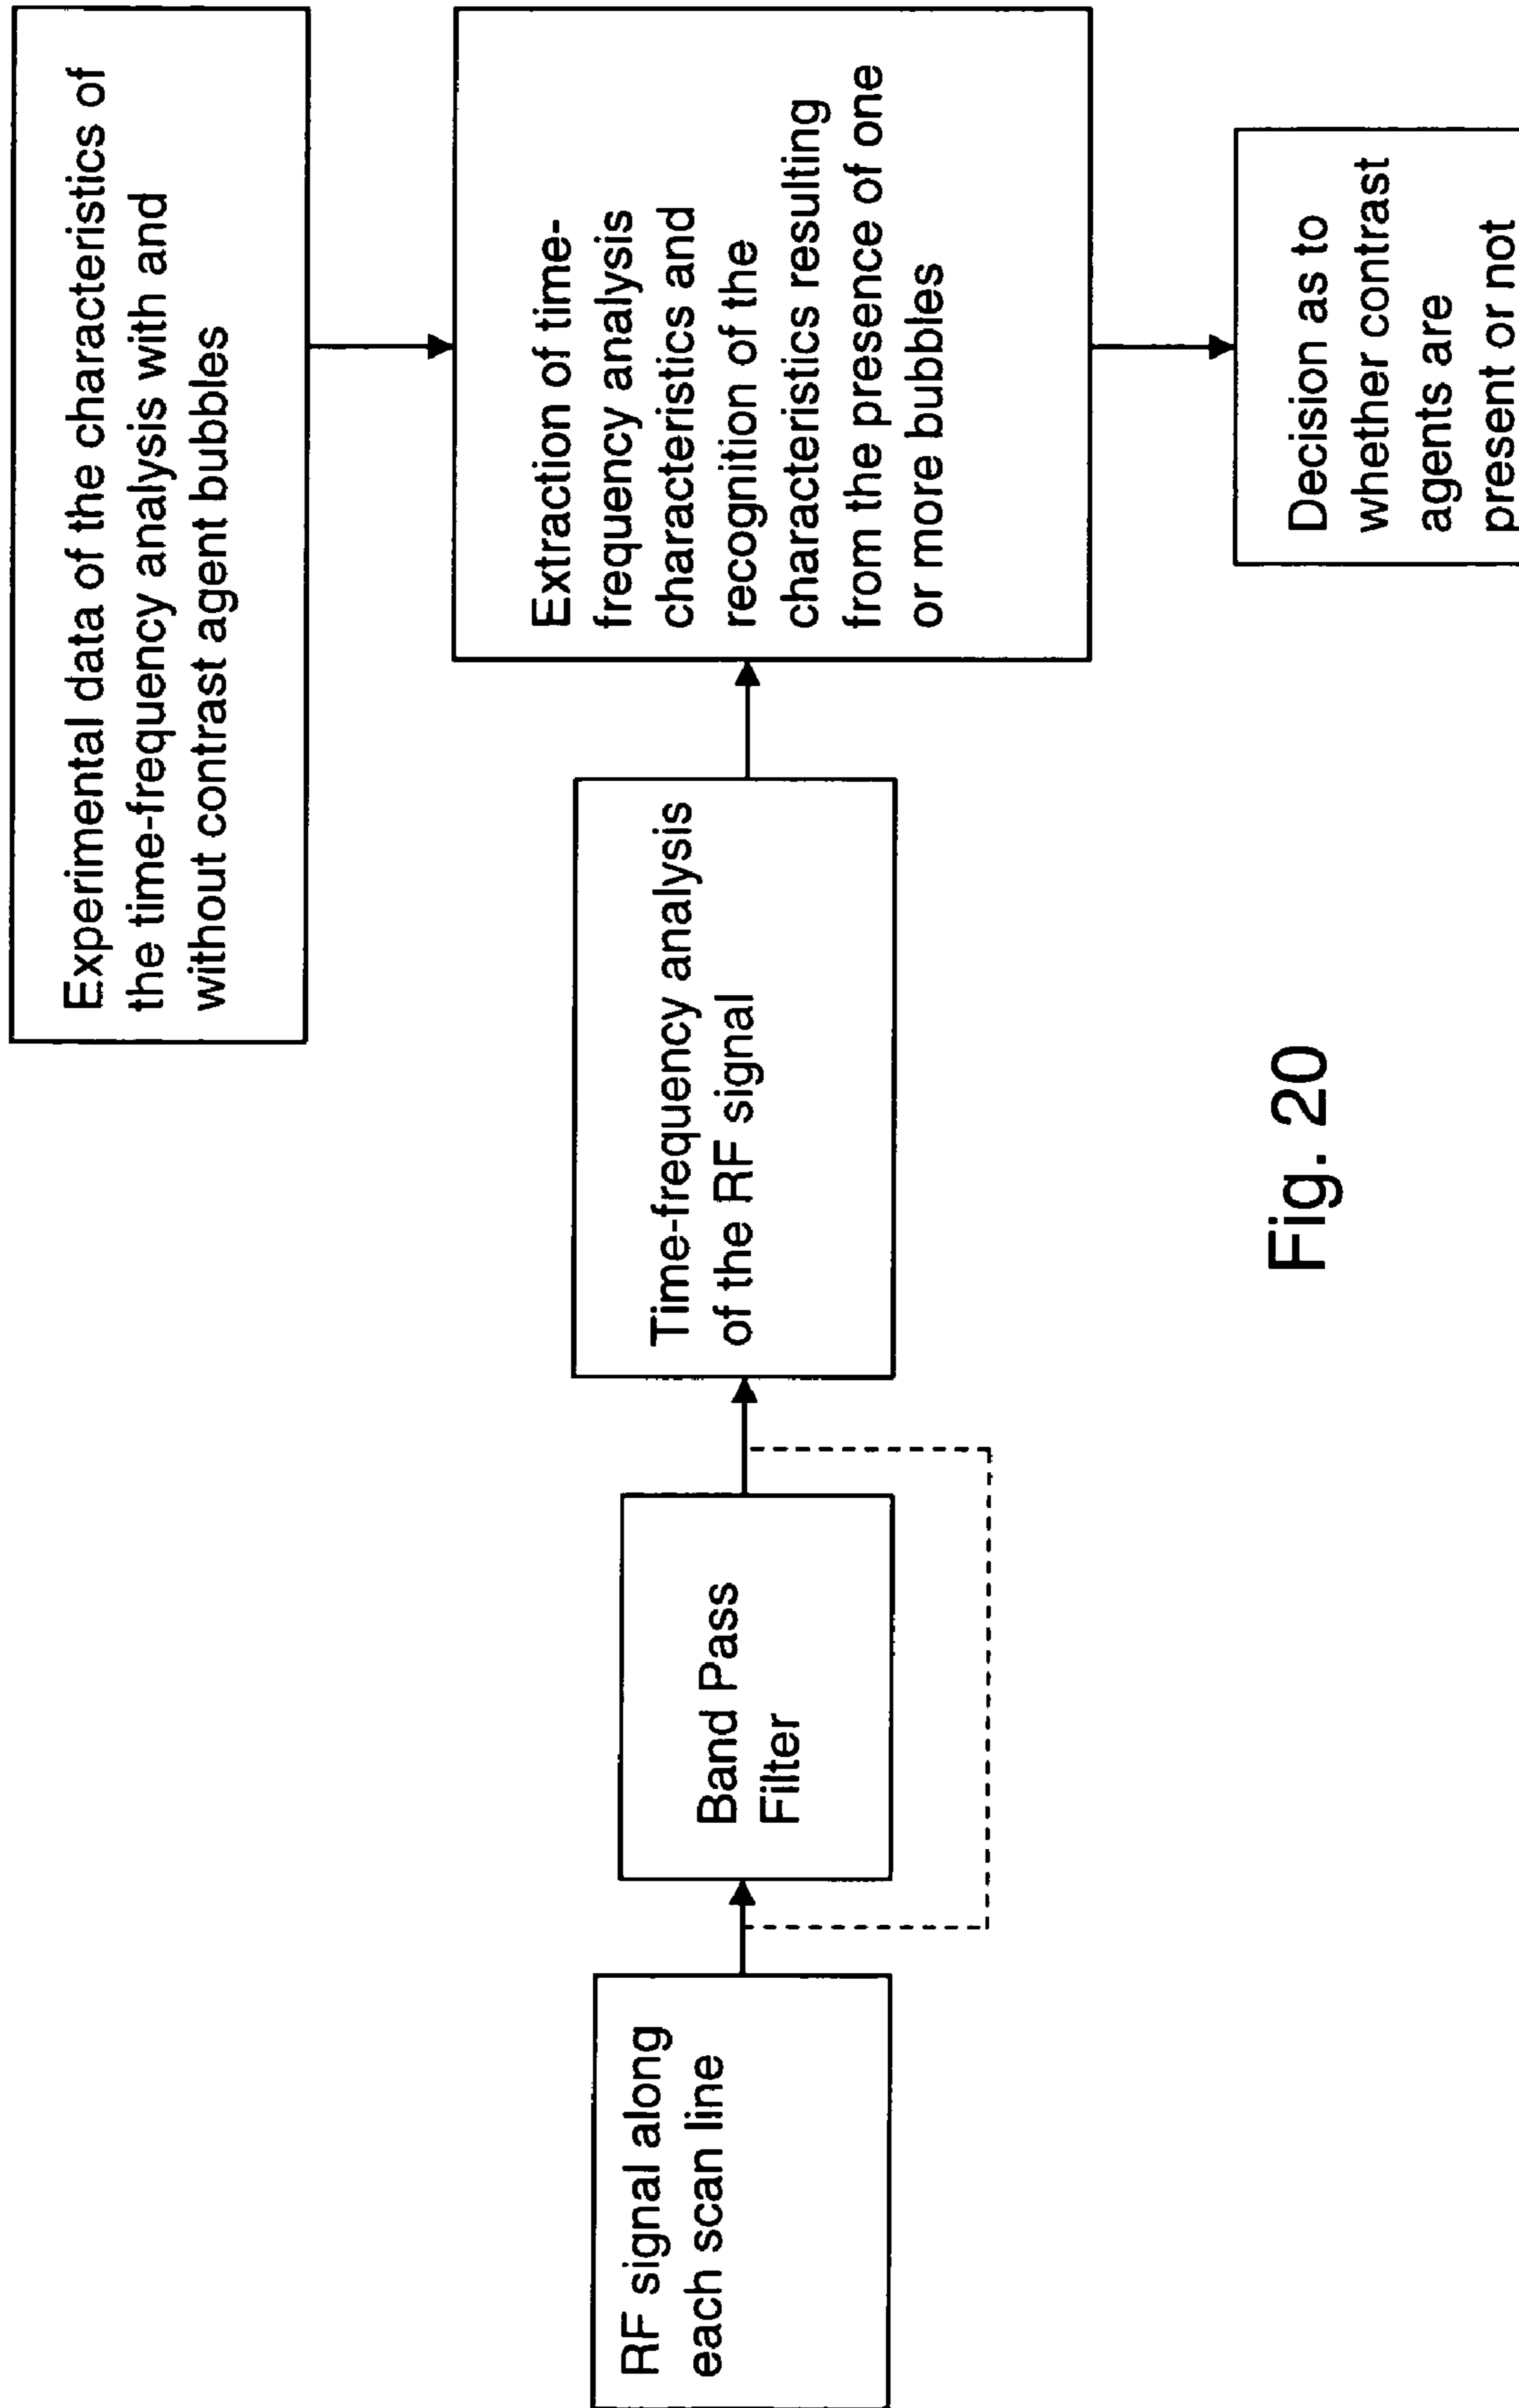 Experimental data of the characteristics of
the time-frequency analysis with and
without contrast agent bubbles
RF signal along
each scan line
Band Pass
Filter
Time-frequency analysis
of the RF signal
Extraction of time-
frequency analysis
characteristics and
recognition of the
characteristics resulting
from the presence of one
or more bubbles
Decision as to
whether contrast
agents are
present or not
Fig. 20